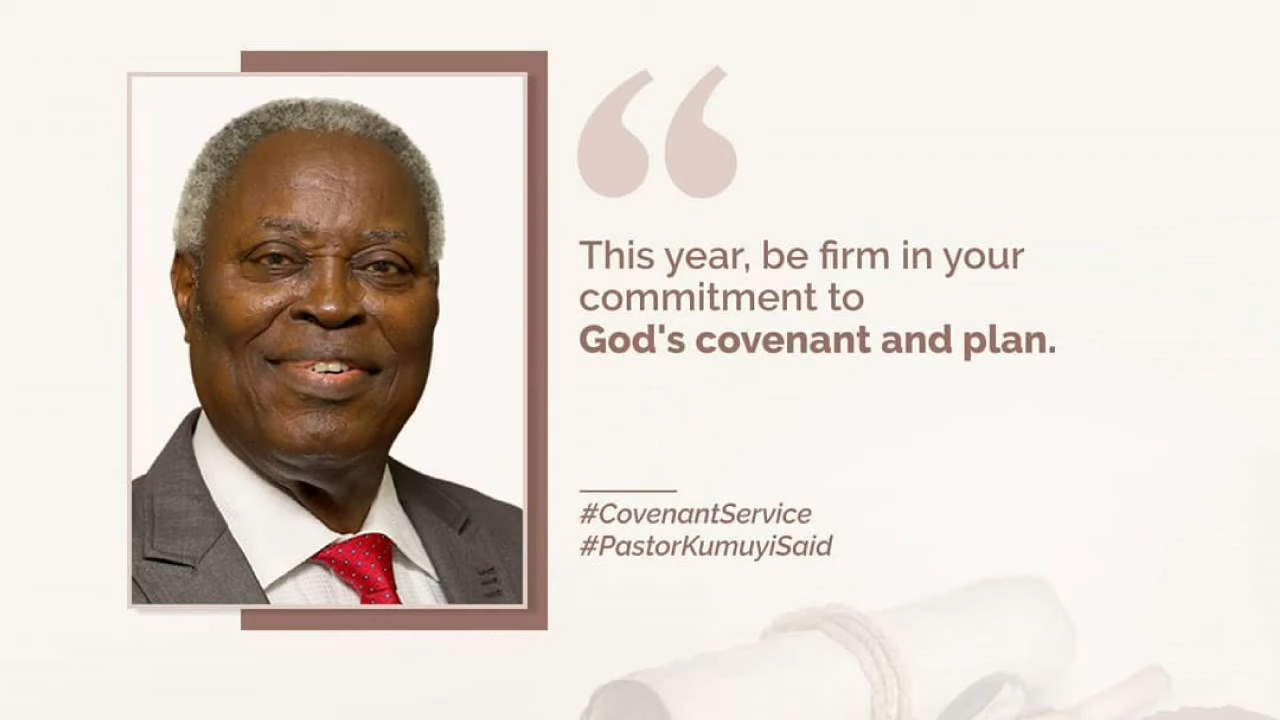 This year, be firm in your
commitment to
God's covenant and plan.
#CovenantService
#PastorKumuyiSaid